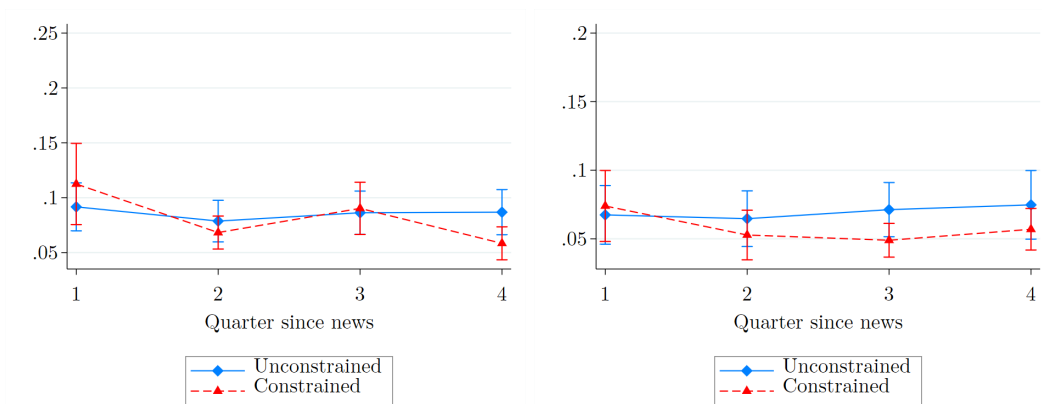 .25
.2
.15
.1
.05
1 2 3 4
Quarter since news
Unconstrained
Constrained
.2
.15
.1
.05
1 2 3 4
Quarter since news
Unconstrained
Constrained